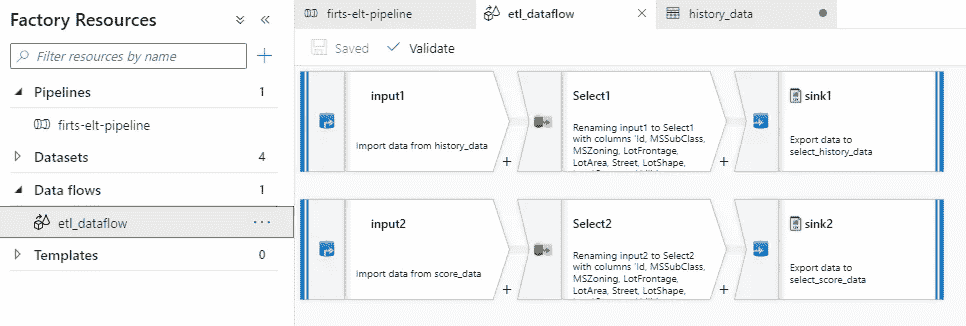 Factory Resources
Filter resources by name
Pipelines 1
firts-elt-pipeline
Datasets 4
Data flows 1
etl_dataflow
Templates 0
firts-elt-pipeline
etl_dataflow
history_data
Saved
Validate
input1
Import data from history_data
+
Select1
Renaming input1 to Select1
with columns 'Id, MSSubClass,
MSZoning, LotFrontage,
LotArea, Street, LotShape,
+
sink1
Export data to
select_history_data
input2
Import data from score_data
+
Select2
Renaming input2 to Select2
with columns 'Id, MSSubClass,
MSZoning, LotFrontage,
LotArea, Street, LotShape,
+
sink2
Export data to
select_score_data